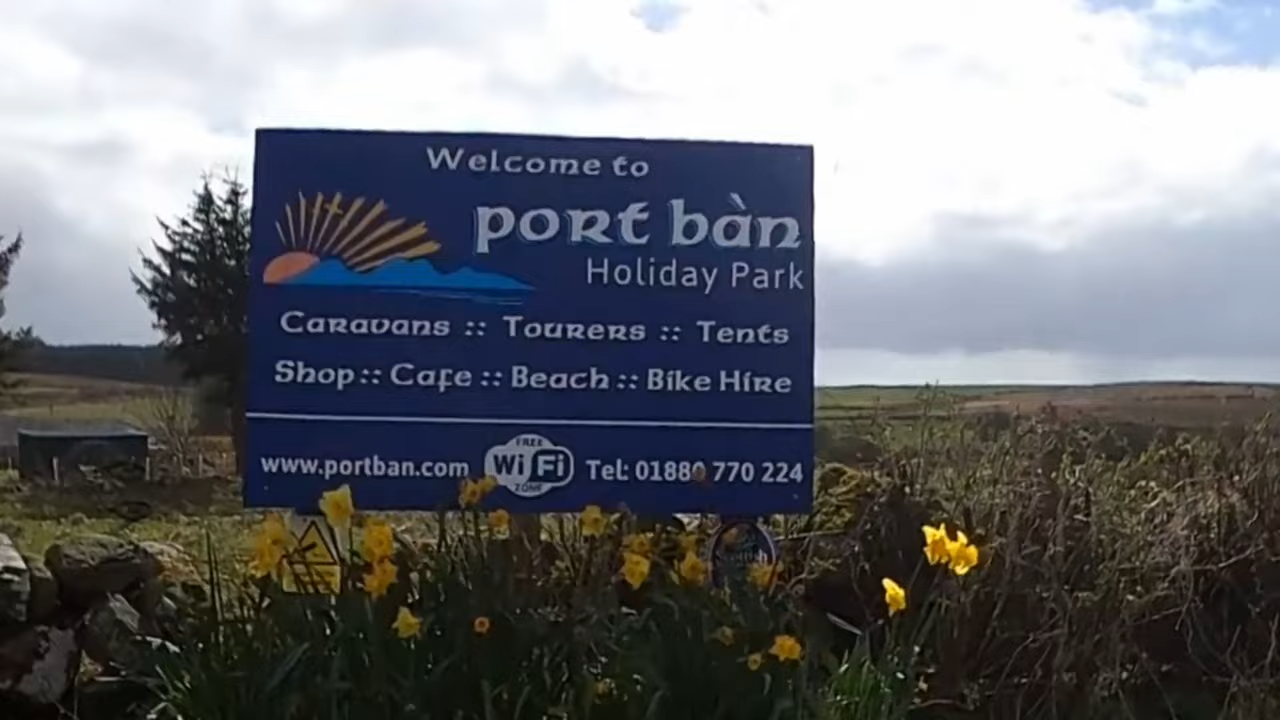 Welcome to
port bàn
Holiday Park
Caravans :: Tourers :: Tents
Shop :: Cafe :: Beach :: Bike Hire
www.portban.com
FREE
WiFi
ZONE
Tel: 01880 770 224
Scottish